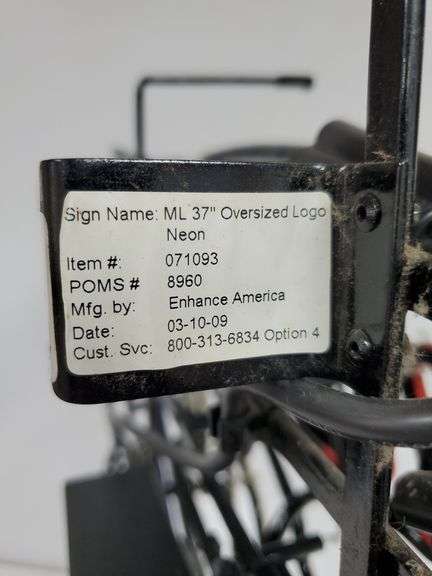 Sign Name: ML 37" Oversized Logo
Neon
Item #: 071093
POMS # 8960
Mfg. by: Enhance America
Date: 03-10-09
Cust. Svc: 800-313-6834 Option 4